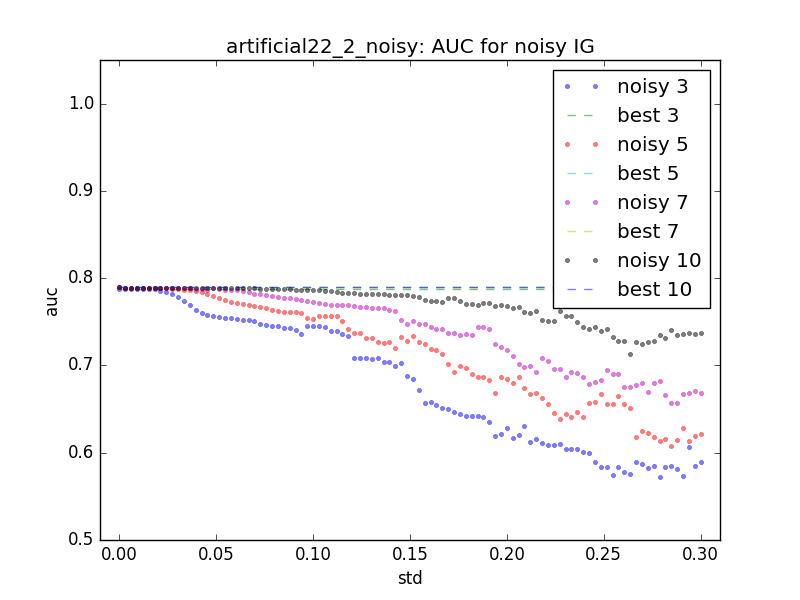 artificial22_2_noisy: AUC for noisy IG
noisy 3
best 3
noisy 5
best 5
noisy 7
best 7
noisy 10
best 10
1.0
0.9
0.8
0.7
0.6
0.5
auc
0.00 0.05 0.10 0.15 0.20 0.25 0.30
std